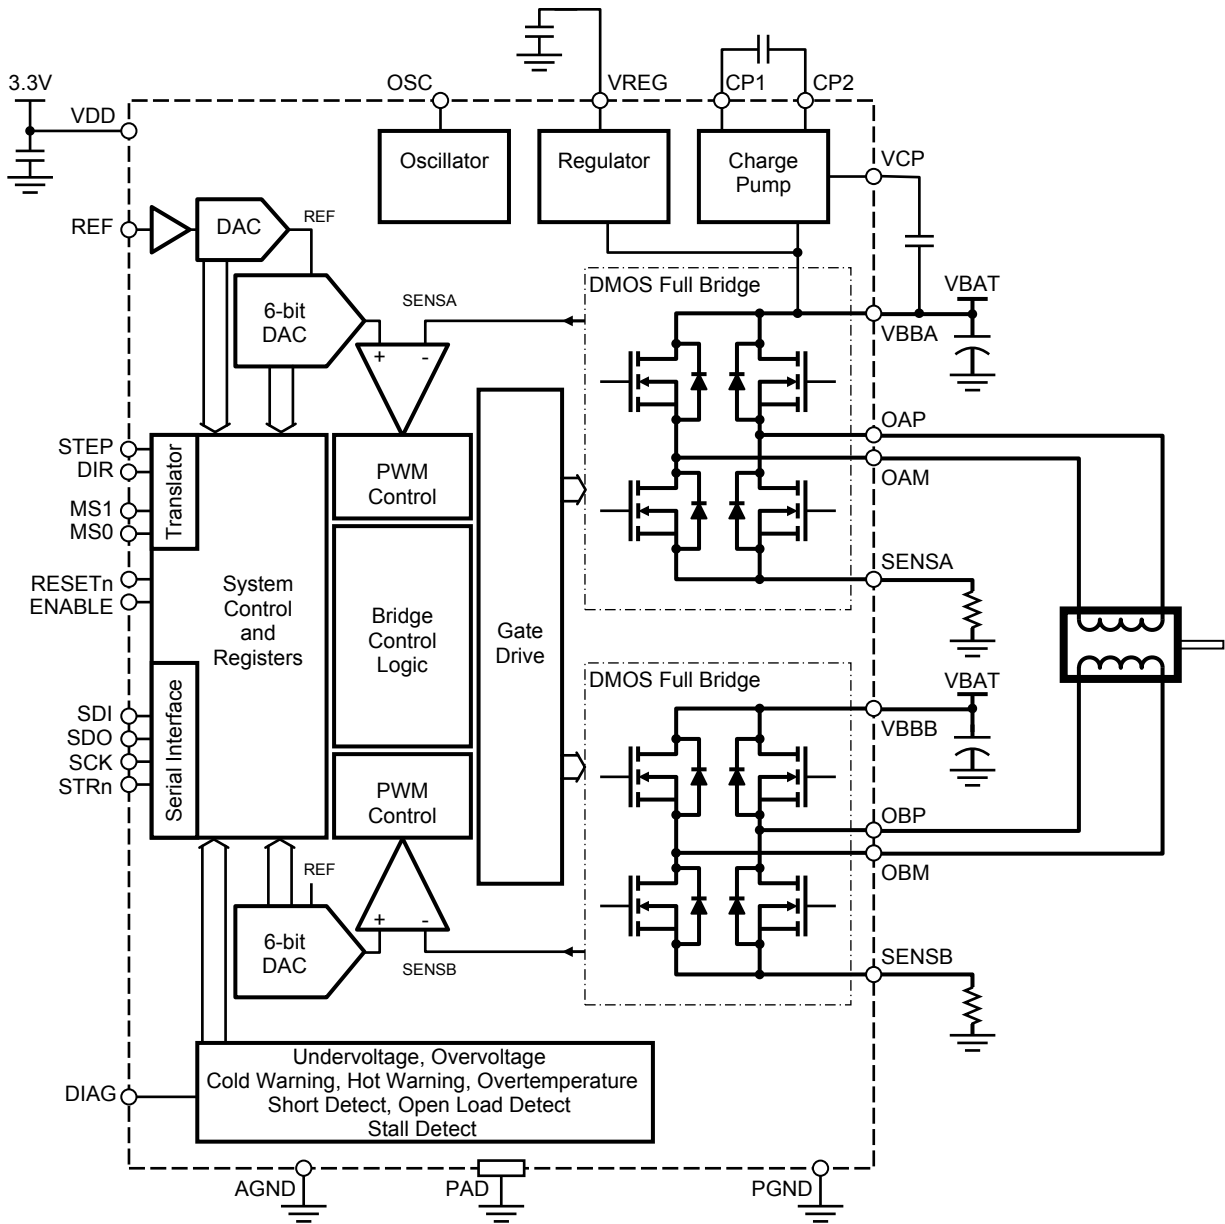 3.3V
VDD
OSC
VREG
CP1
CP2
Oscillator
Regulator
Charge
Pump
VCP
REF
DAC
REF
6-bit
DAC
SENSA
DMOS Full Bridge
VBAT
VBBA
+
-
STEP
DIR
MS1
MS0
Translator
PWM
Control
OAP
OAM
RESETn
ENABLE
System
Control
and
Registers
Bridge
Control
Logic
Gate
Drive
SENSA
DMOS Full Bridge
VBAT
VBBB
SDI
SDO
SCK
STRn
Serial Interface
PWM
Control
OBP
OBM
REF
6-bit
DAC
+
-
SENSB
SENSB
Undervoltage, Overvoltage
Cold Warning, Hot Warning, Overtemperature
Short Detect, Open Load Detect
Stall Detect
DIAG
AGND
PAD
PGND